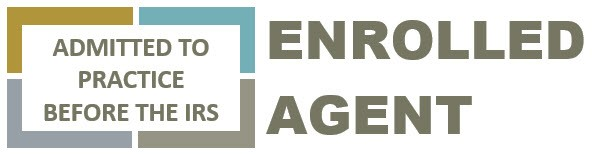 ADMITTED TO
PRACTICE
BEFORE THE IRS
ENROLLED
AGENT